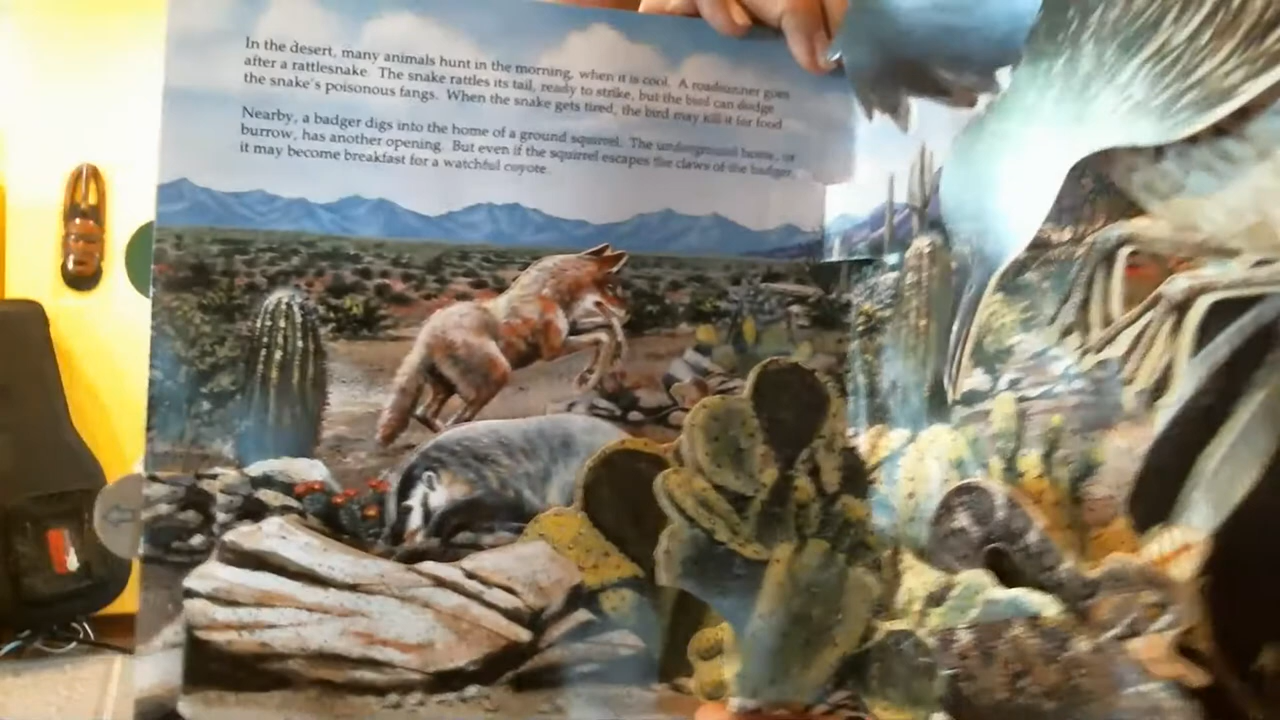 In the desert, many animals hunt in the morning, when it is cool. A roadrunner goes
after a rattlesnake. The snake rattles its tail, ready to strike, but the bird can dodge
the snake's poisonous fangs. When the snake gets tired, the bird may kill it for food
Nearby, a badger digs into the home of a ground squirrel. The underground home, or
burrow, has another opening. But even if the squirrel escapes the claws of the badger,
it may become breakfast for a watchful coyote.